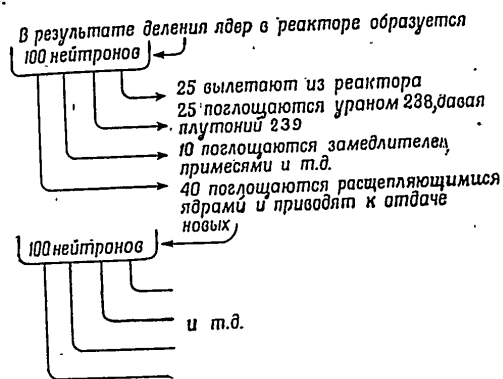 В результате деления ядер в реакторе образуется
100 нейтронов
25 вылетают из реактора
25 поглощаются ураном 238, давая
плутоний 239
10 поглощаются замедлителем,
примесями и т.д.
40 поглощаются расщепляющимися
ядрами и приводят к отдаче
новых
100 нейтронов
и т.д.